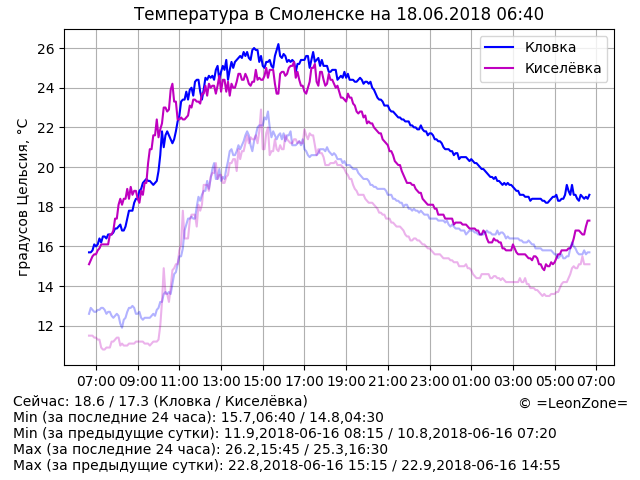 Температура в Смоленске на 18.06.2018 06:40
26
24
22
20
18
16
14
12
градусов Цельсия, °C
Кловка
Киселёвка
07:00 09:00 11:00 13:00 15:00 17:00 19:00 21:00 23:00 01:00 03:00 05:00 07:00
Сейчас: 18.6 / 17.3 (Кловка / Киселёвка)
© =LeonZone=
Min (за последние 24 часа): 15.7,06:40 / 14.8,04:30
Min (за предыдущие сутки): 11.9,2018-06-16 08:15 / 10.8,2018-06-16 07:20
Max (за последние 24 часа): 26.2,15:45 / 25.3,16:30
Max (за предыдущие сутки): 22.8,2018-06-16 15:15 / 22.9,2018-06-16 14:55